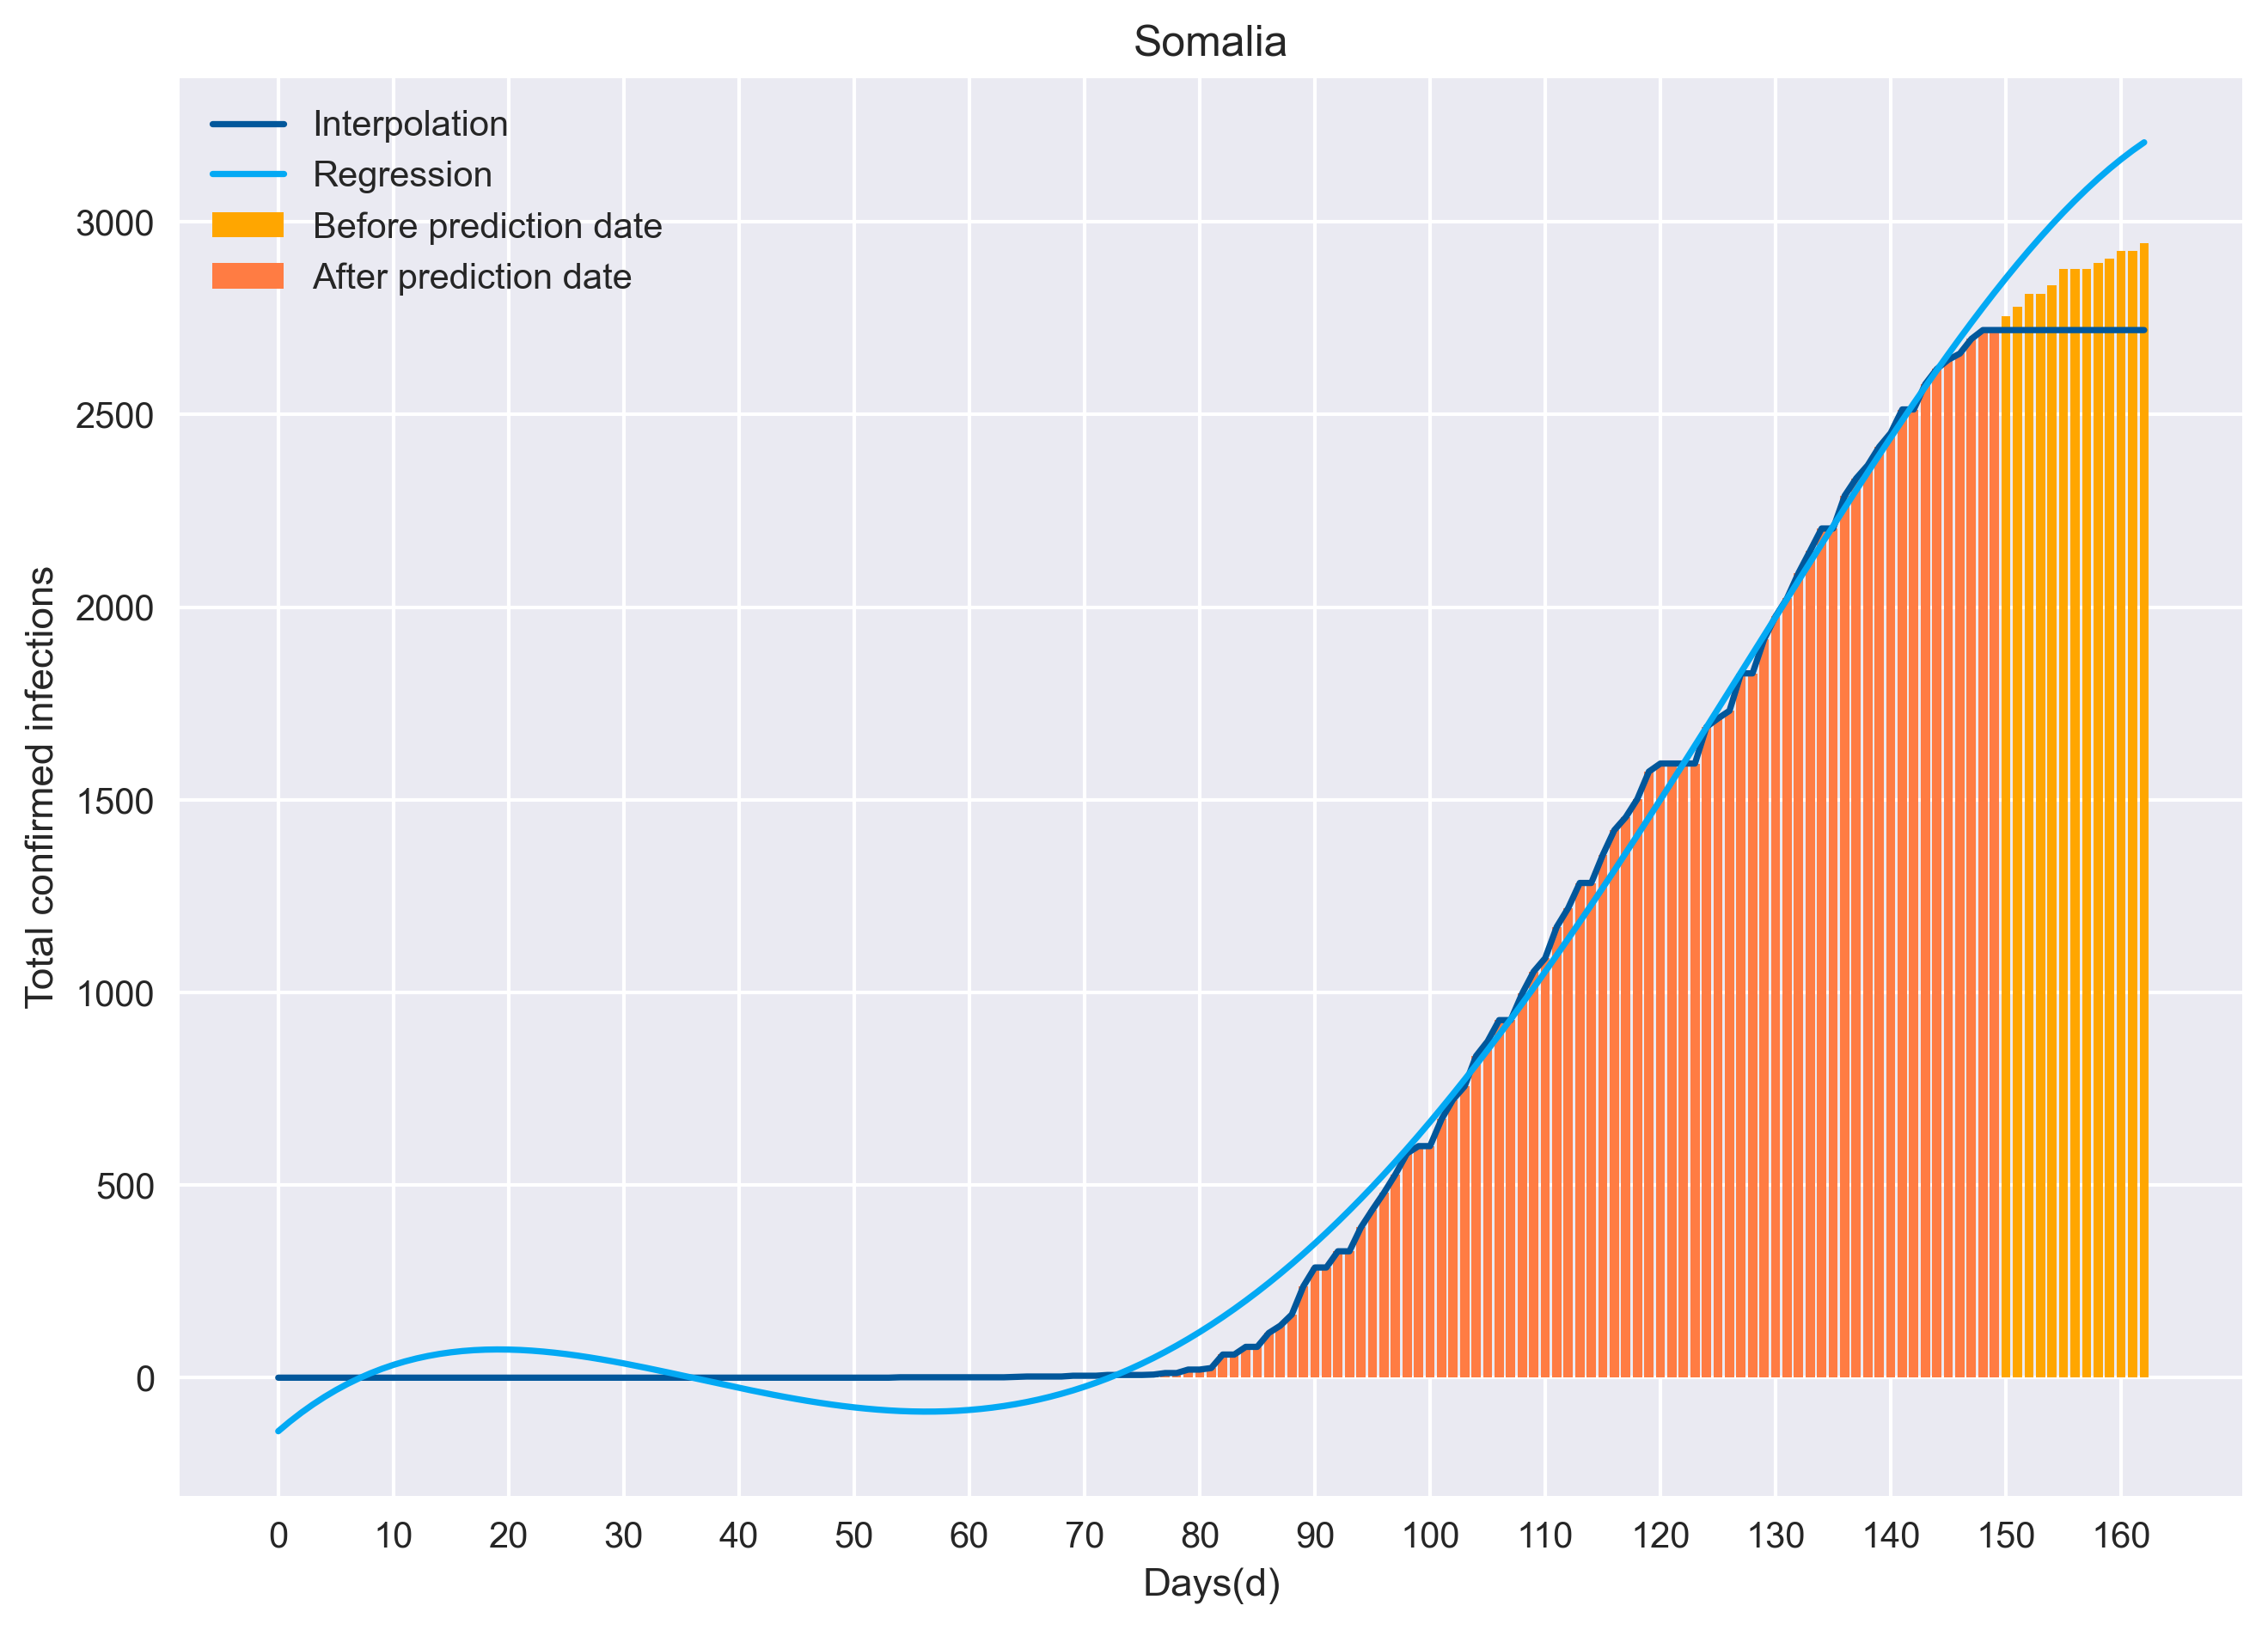 Somalia
Interpolation
Regression
Before prediction date
After prediction date
3000
2500
2000
1500
1000
500
0
Total confirmed infections
0 10 20 30 40 50 60 70 80 90 100 110 120 130 140 150 160
Days(d)